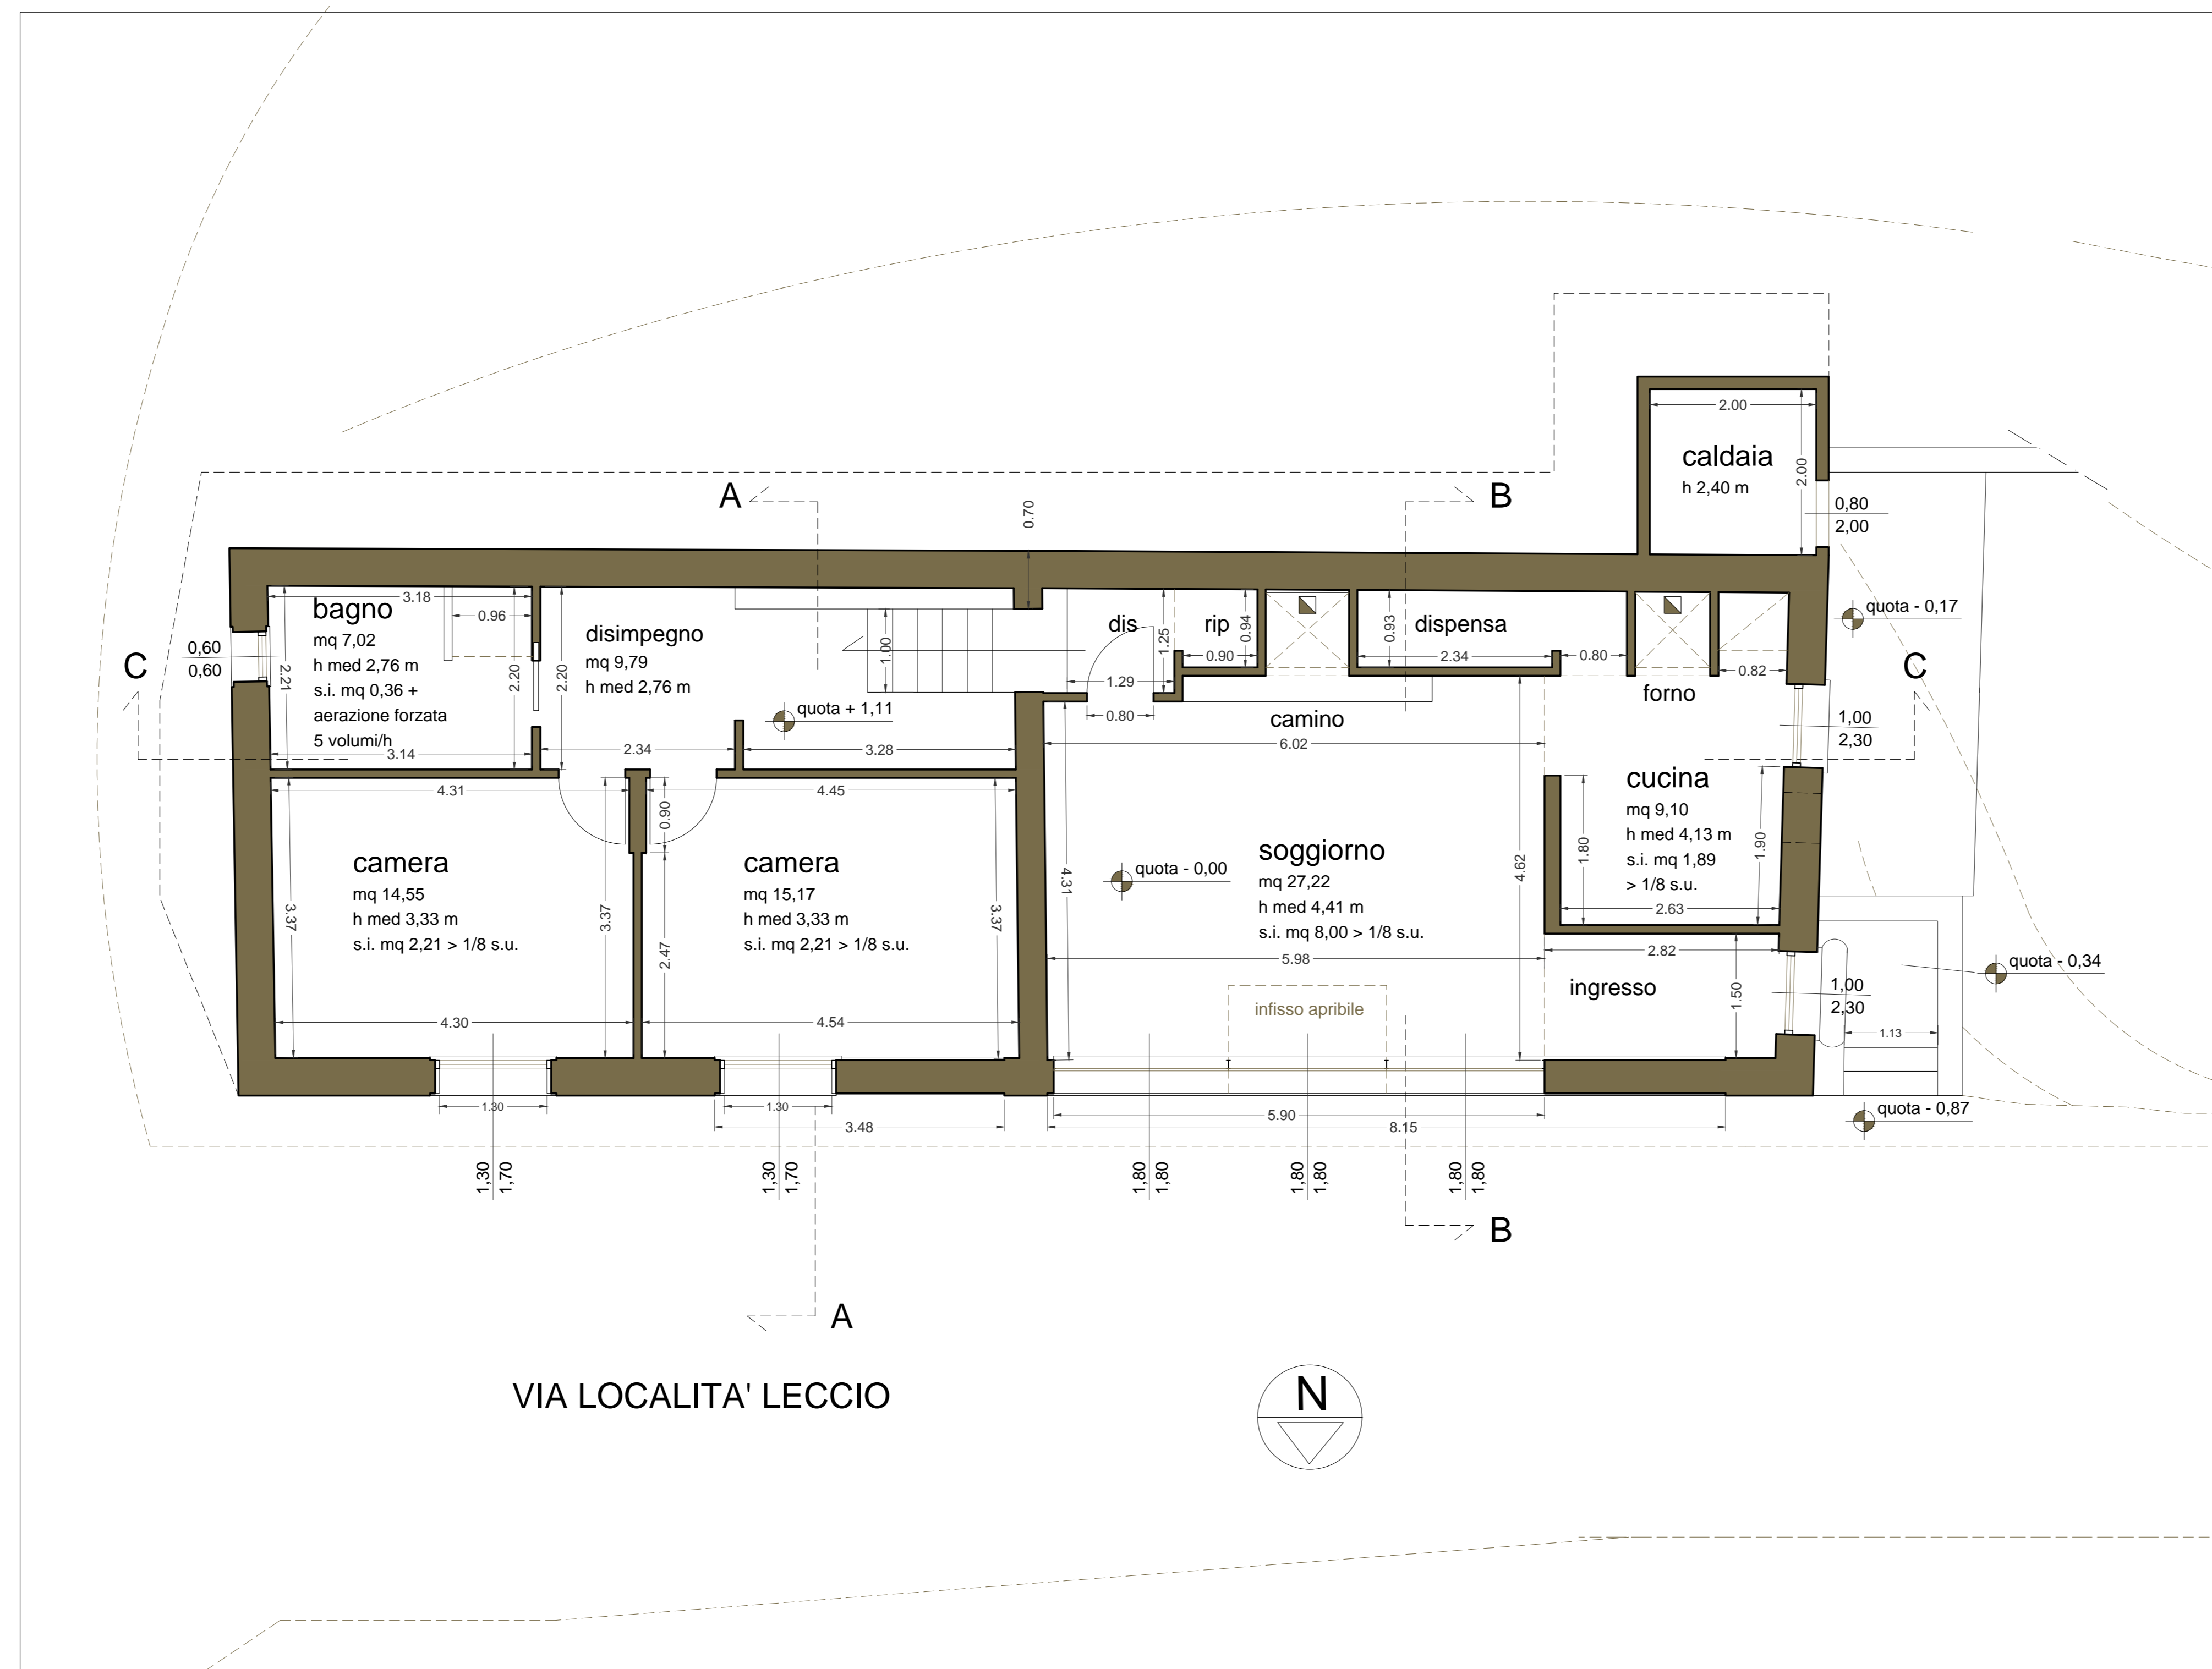 2.00
caldaia
h 2,40 m
2.00
0,80
2,00
A
B
0.70
quota - 0,17
C
0,60
0,60
3.18
bagno
0.96
mq 7,02
h med 2,76 m
s.i. mq 0,36 +
aerazione forzata
5 volumi/h
2.21
2.20
3.14
2.20
disimpegno
mq 9,79
h med 2,76 m
quota + 1,11
2.34
3.28
1.00
dis
1.25
1.29
0.80
rip
0.94
0.90
0.93
dispensa
2.34
0.80
0.82
forno
C
camino
6.02
1,00
2,30
4.31
0.90
4.45
camera
mq 14,55
h med 3,33 m
s.i. mq 2,21 > 1/8 s.u.
3.37
3.37
4.30
camera
mq 15,17
h med 3,33 m
s.i. mq 2,21 > 1/8 s.u.
2.47
3.37
4.54
4.31
quota - 0,00
soggiorno
mq 27,22
h med 4,41 m
s.i. mq 8,00 > 1/8 s.u.
4.62
5.98
infisso apribile
cucina
mq 9,10
h med 4,13 m
s.i. mq 1,89
> 1/8 s.u.
1.80
1.90
2.63
2.82
ingresso
1.50
1,00
2,30
quota - 0,34
1.13
quota - 0,87
1.30
1.30
3.48
5.90
8.15
1,30
1,70
1,30
1,70
1,80
1,80
1,80
1,80
1,80
1,80
B
A
VIA LOCALITA' LECCIO
N